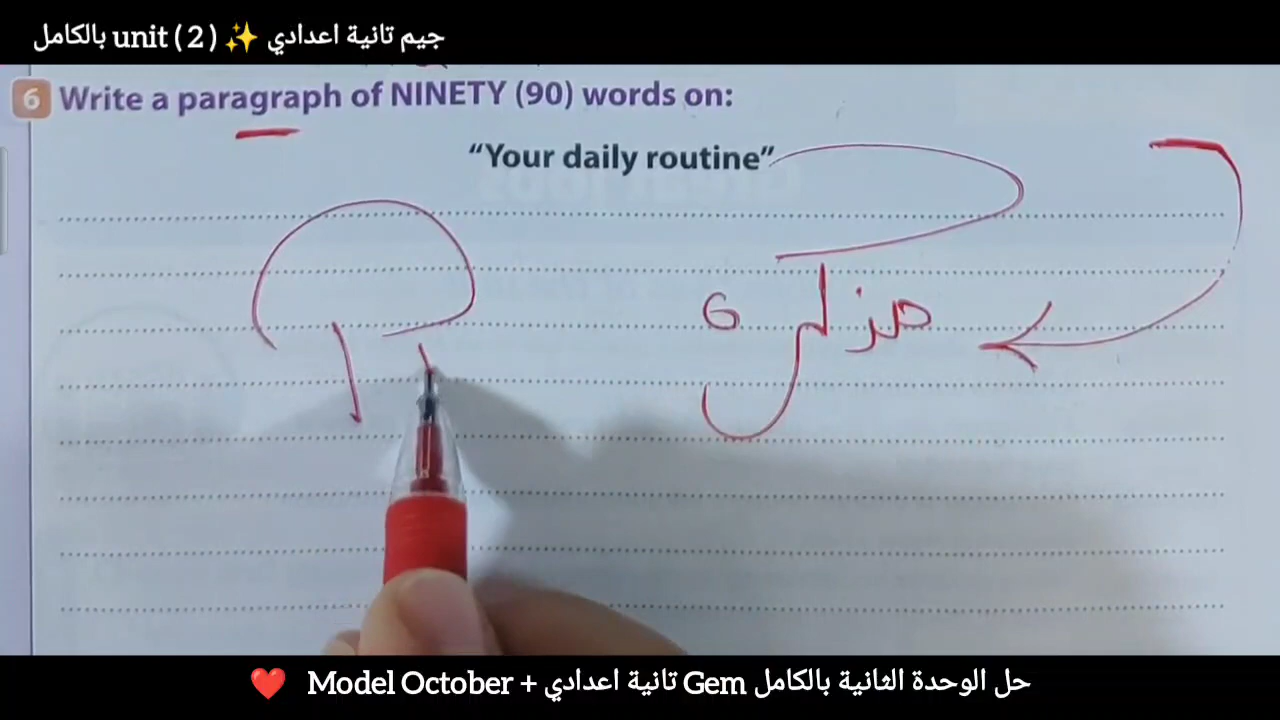 جيم تانية اعدادي ✨ unit ( 2 ) بالكامل
6 Write a paragraph of NINETY (90) words on:
“Your daily routine”
حل الوحدة الثانية بالكامل Gem تانية اعدادي + Model October ❤️